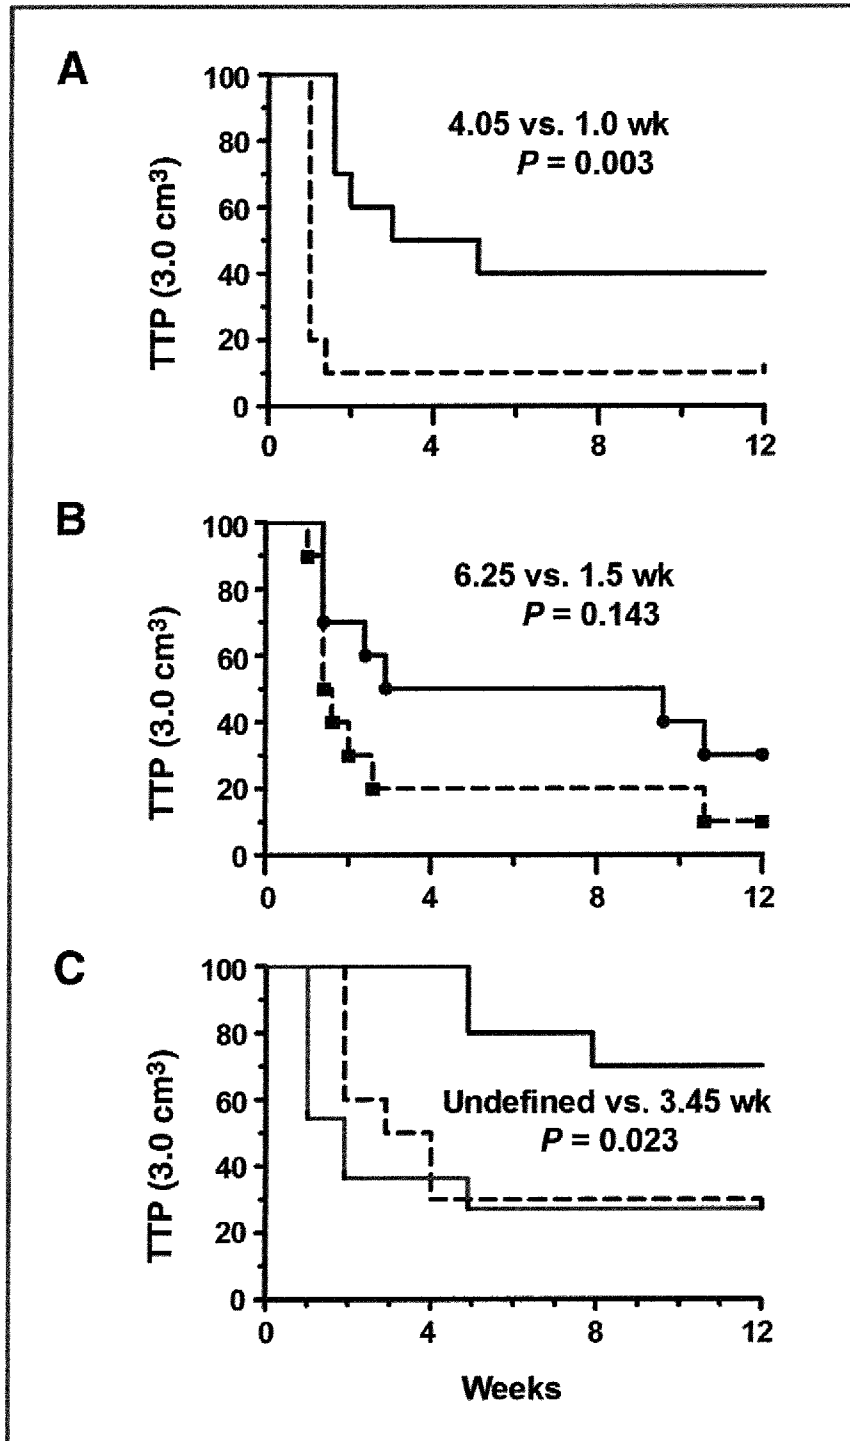 A
TTP (3.0 cm³)
100
80
60
40
20
0
4.05 vs. 1.0 wk
P = 0.003
0 4 8 12
B
TTP (3.0 cm³)
100
80
60
40
20
0
6.25 vs. 1.5 wk
P = 0.143
0 4 8 12
C
TTP (3.0 cm³)
100
80
60
40
20
0
Undefined vs. 3.45 wk
P = 0.023
0 4 8 12
Weeks